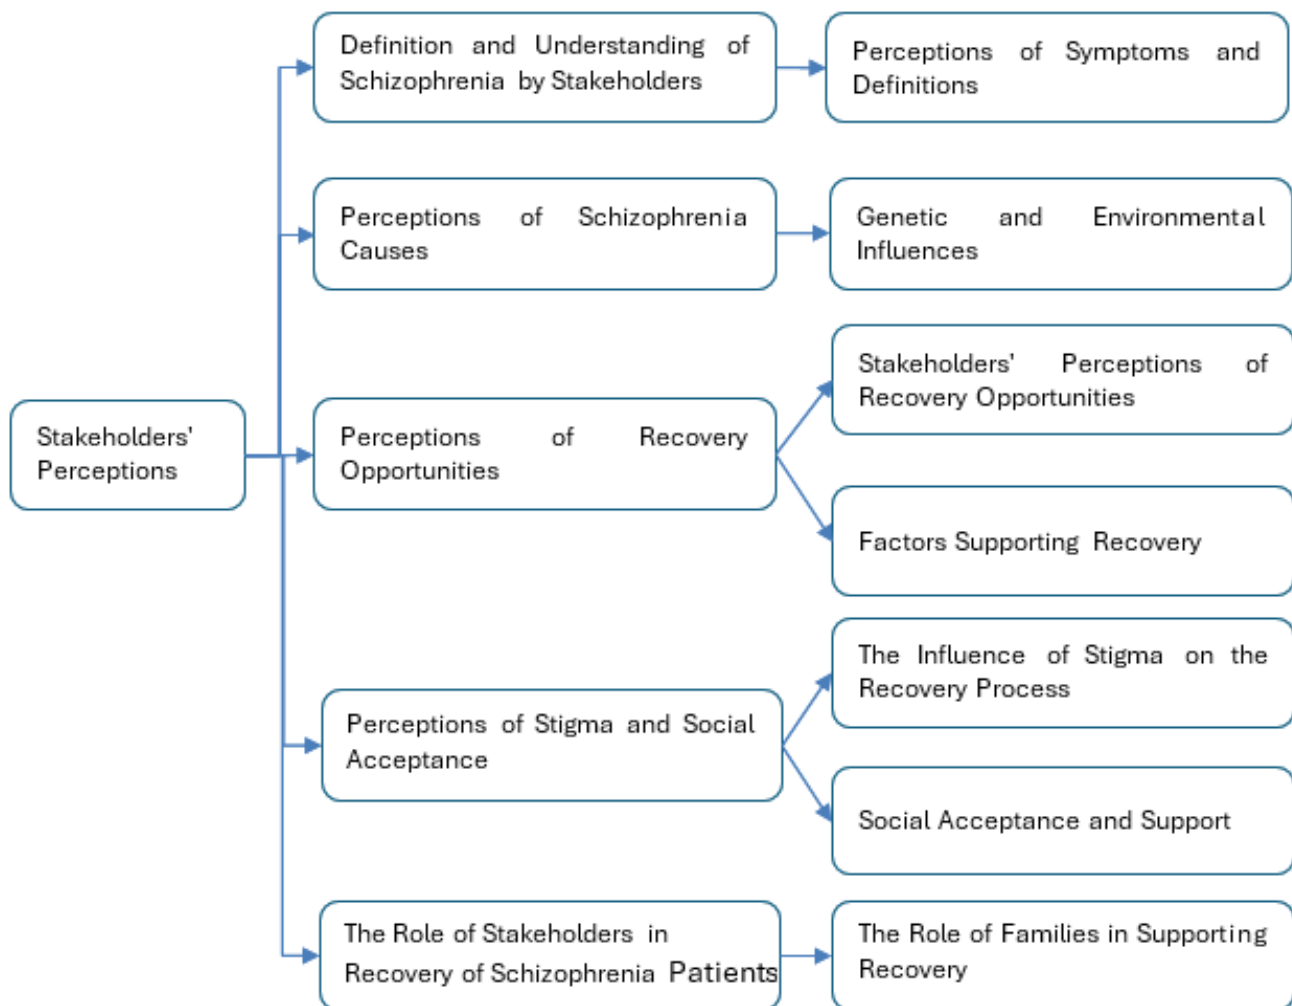 Definition and Understanding of
Schizophrenia by Stakeholders
Perceptions of Symptoms and
Definitions
Perceptions of Schizophrenia
Causes
Genetic and Environmental
Influences
Stakeholders'
Perceptions
Perceptions of Recovery
Opportunities
Stakeholders' Perceptions of
Recovery Opportunities
Factors Supporting Recovery
Perceptions of Stigma and Social
Acceptance
The Influence of Stigma on the
Recovery Process
Social Acceptance and Support
The Role of Stakeholders in
Recovery of Schizophrenia Patients
The Role of Families in Supporting
Recovery